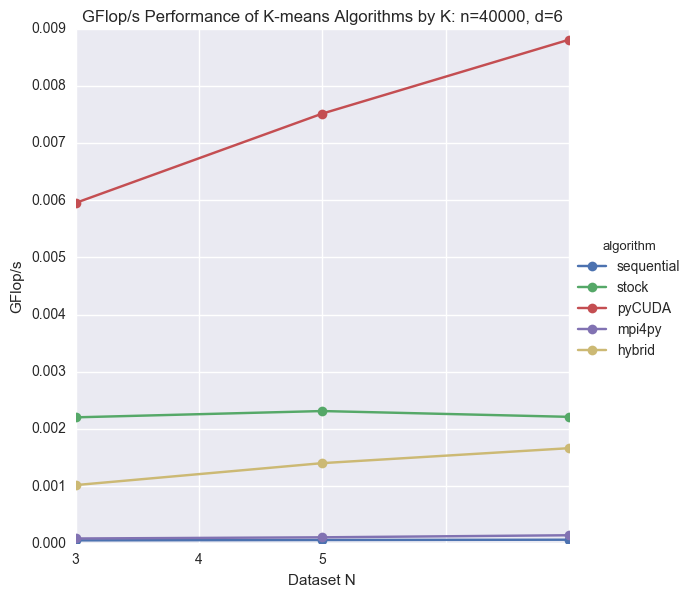 GFlop/s Performance of K-means Algorithms by K: n=40000, d=6
0.009
0.008
0.007
0.006
0.005
0.004
0.003
0.002
0.001
0.000
GFlop/s
3 4 5
Dataset N
algorithm
sequential
stock
pyCUDA
mpi4py
hybrid